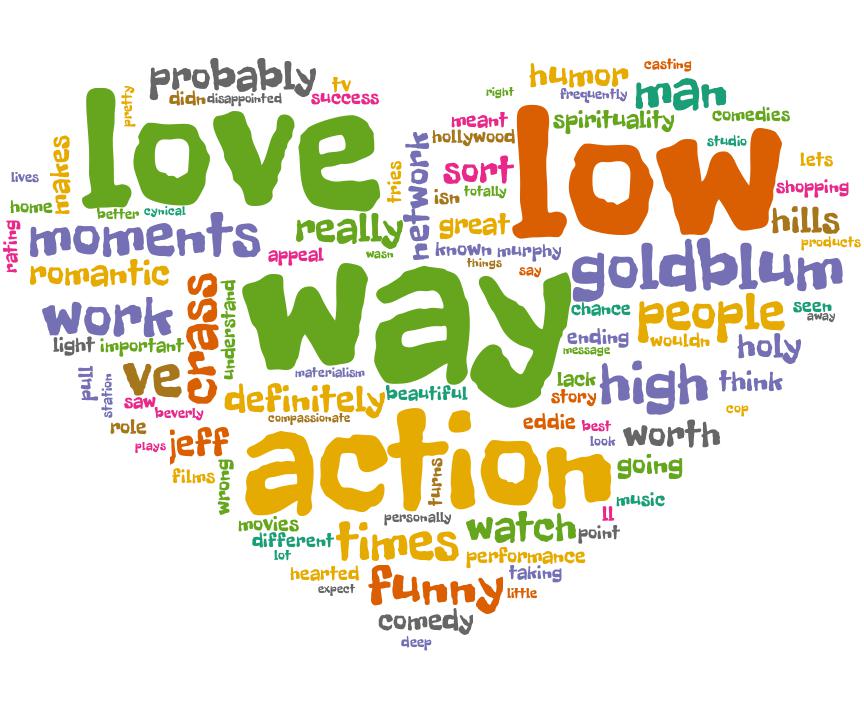 casting
humor
probably
tv
man
right
frequently
love
pretty
didn
disappointed
success
meant
spirituality
comedies
low
hollywood
studio
makes
network
tries
sort
lets
lives
totally
shopping
isn
home
better
cynical
great
hills
rating
moments
really
known
murphy
products
appeal
wasn
things
say
goldblum
romantic
way
crass
understand
work
chance
people
seen
away
light
important
ending
wouldn
message
holy
pull
station
ve
materialism
lack
high
think
saw
definitely
beautiful
story
beverly
compassionate
cop
role
eddie
best
worth
plays
jeff
look
action
films
wrong
turns
going
music
ll
movies
personally
different
times
watch
point
lot
performance
hearted
taking
expect
funny
little
comedy
deep